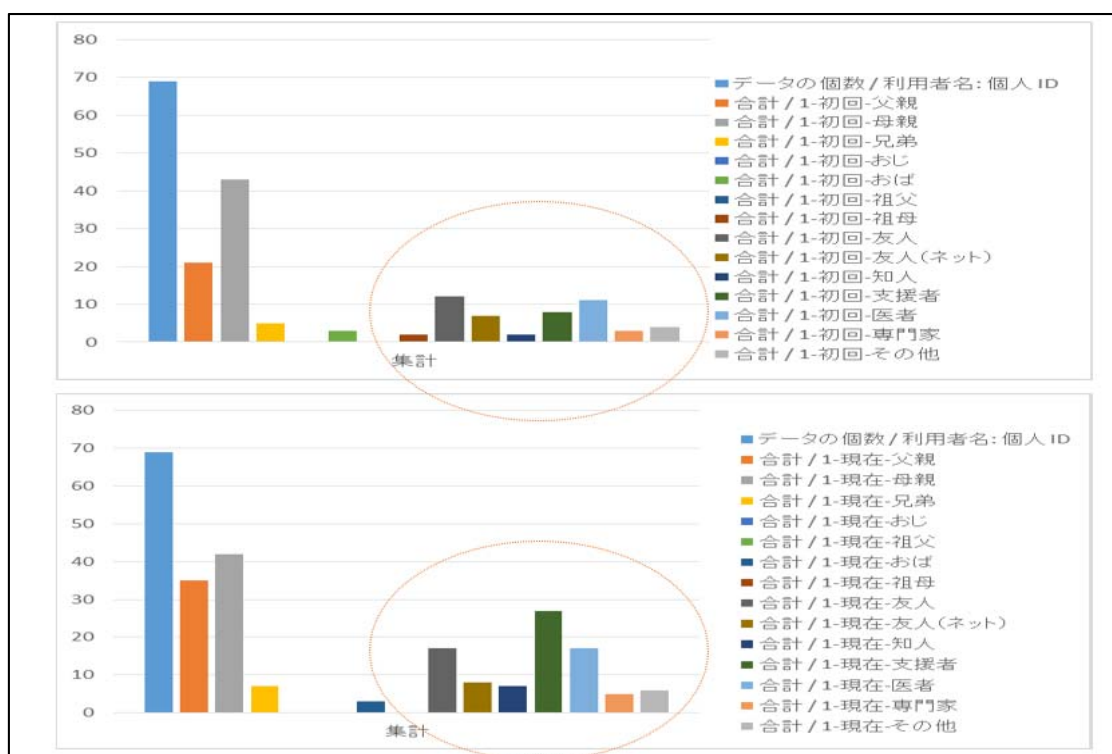 80
70
60
50
40
30
20
10
0
集計
データの個数 / 利用者名: 個人 ID
合計 / 1-初回-父親
合計 / 1-初回-母親
合計 / 1-初回-兄弟
合計 / 1-初回-おじ
合計 / 1-初回-おば
合計 / 1-初回-祖父
合計 / 1-初回-祖母
合計 / 1-初回-友人
合計 / 1-初回-友人(ネット)
合計 / 1-初回-知人
合計 / 1-初回-支援者
合計 / 1-初回-医者
合計 / 1-初回-専門家
合計 / 1-初回-その他
80
70
60
50
40
30
20
10
0
集計
データの個数 / 利用者名: 個人 ID
合計 / 1-現在-父親
合計 / 1-現在-母親
合計 / 1-現在-兄弟
合計 / 1-現在-おじ
合計 / 1-現在-祖父
合計 / 1-現在-おば
合計 / 1-現在-祖母
合計 / 1-現在-友人
合計 / 1-現在-友人(ネット)
合計 / 1-現在-知人
合計 / 1-現在-支援者
合計 / 1-現在-医者
合計 / 1-現在-専門家
合計 / 1-現在-その他